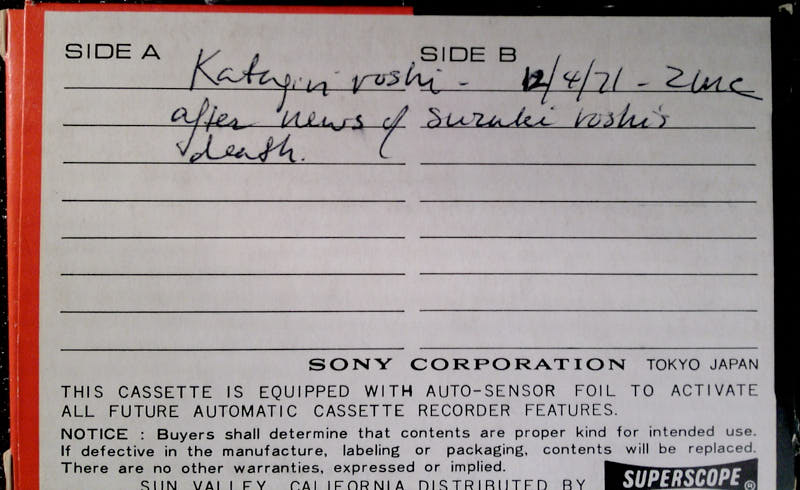 SIDE A SIDE B
Katagiri roshi - 12/4/71 - ZMC
after news of Suzuki roshi's
death.
SONY CORPORATION TOKYO JAPAN
THIS CASSETTE IS EQUIPPED WITH AUTO-SENSOR FOIL TO ACTIVATE
ALL FUTURE AUTOMATIC CASSETTE RECORDER FEATURES.
NOTICE : Buyers shall determine that contents are proper kind for intended use.
If defective in the manufacture, labeling or packaging, contents will be replaced.
There are no other warranties, expressed or implied.
SUN VALLEY, CALIFORNIA DISTRIBUTED BY SUPERSCOPE®